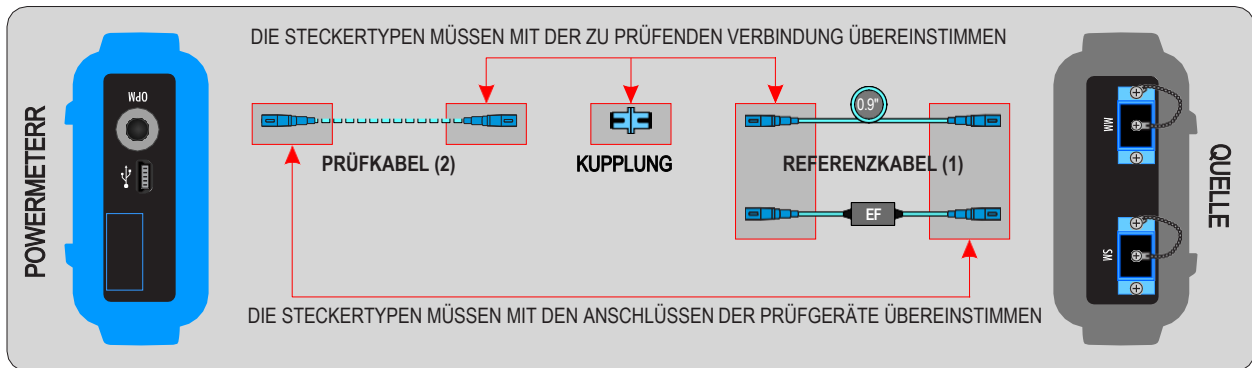 DIE STECKERTYPEN MÜSSEN MIT DER ZU PRÜFENDEN VERBINDUNG ÜBEREINSTIMMEN
POWERMETERR
OPM
PRÜFKABEL (2)
KUPPLUNG
0.9"
REFERENZKABEL (1)
EF
MM
SM
QUELLE
DIE STECKERTYPEN MÜSSEN MIT DEN ANSCHLÜSSEN DER PRÜFGERÄTE ÜBEREINSTIMMEN